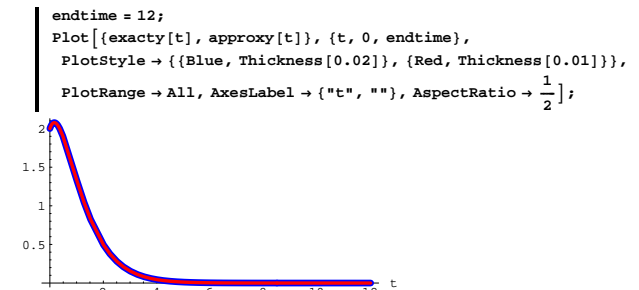 endtime = 12;
Plot[{exacty[t], approxy[t]}, {t, 0, endtime},
PlotStyle → {{Blue, Thickness[0.02]}, {Red, Thickness[0.01]}},
PlotRange → All, AxesLabel → {"t", ""}, AspectRatio → 1/2];
2
1.5
1
0.5
t